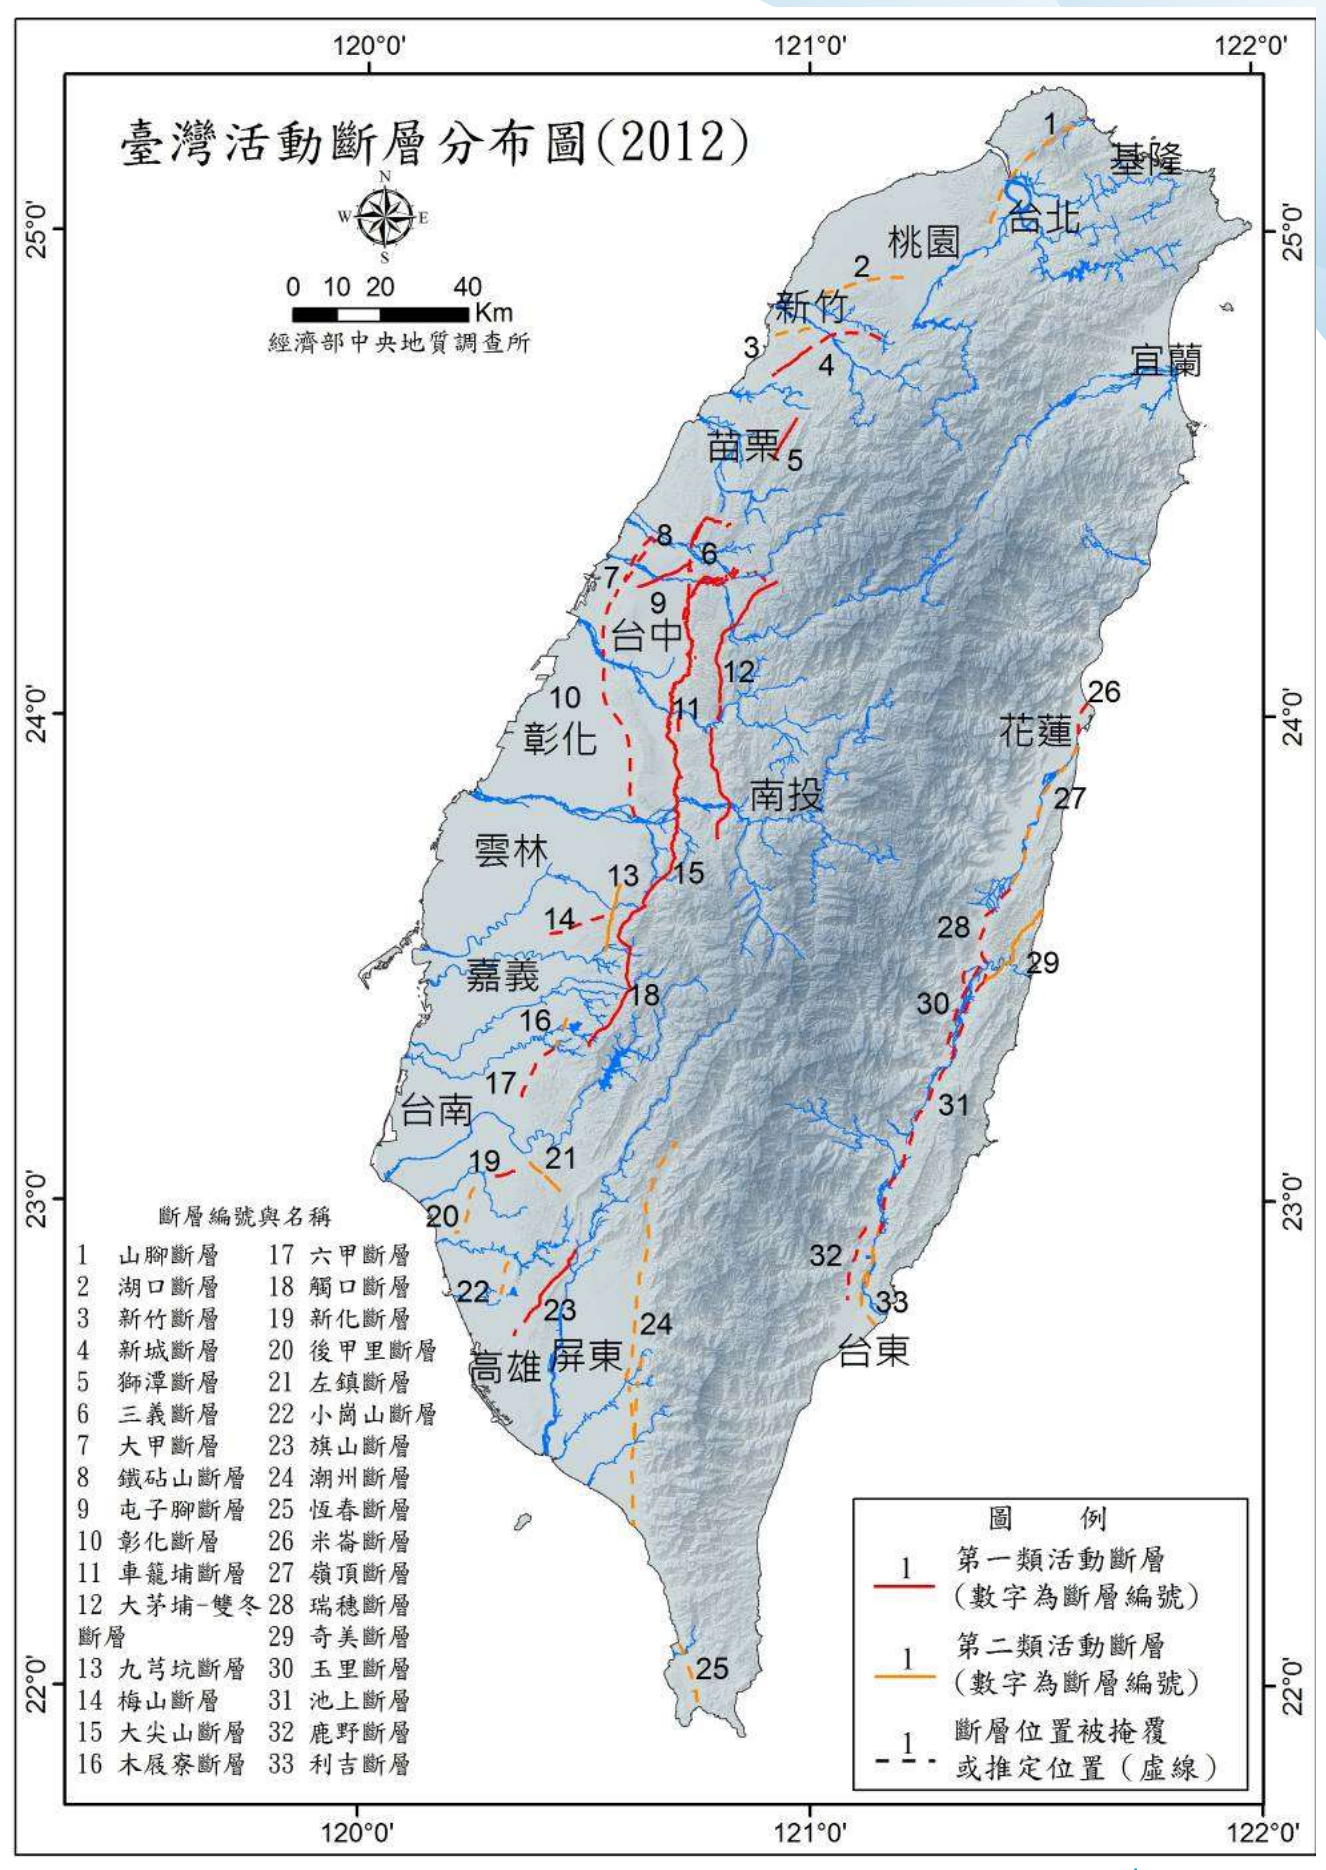 120°0'
121°0'
122°0'
臺灣活動斷層分布圖(2012)
N
W
E
S
0 10 20 40
Km
經濟部中央地質調查所
25°0'
25°0'
24°0'
24°0'
23°0'
23°0'
22°0'
22°0'
1
基隆
台北
桃園
2
新竹
3
4
宜蘭
苗栗
5
8
6
7
9
台中
12
10
11
26
彰化
花蓮
南投
27
雲林
13
15
14
28
嘉義
29
18
30
16
17
31
台南
19
21
20
32
22
23
24
33
高雄
屏東
台東
25
斷層編號與名稱
1 山腳斷層
2 湖口斷層
3 新竹斷層
4 新城斷層
5 獅潭斷層
6 三義斷層
7 大甲斷層
8 鐵砧山斷層
9 屯子腳斷層
10 彰化斷層
11 車籠埔斷層
12 大茅埔-雙冬
斷層
13 九芎坑斷層
14 梅山斷層
15 大尖山斷層
16 木屐寮斷層
17 六甲斷層
18 觸口斷層
19 新化斷層
20 後甲里斷層
21 左鎮斷層
22 小崗山斷層
23 旗山斷層
24 潮州斷層
25 恆春斷層
26 米崙斷層
27 嶺頂斷層
28 瑞穗斷層
29 奇美斷層
30 玉里斷層
31 池上斷層
32 鹿野斷層
33 利吉斷層
圖 例
1 第一類活動斷層
(數字為斷層編號)
1 第二類活動斷層
(數字為斷層編號)
1 斷層位置被掩覆
或推定位置（虛線）
120°0'
121°0'
122°0'